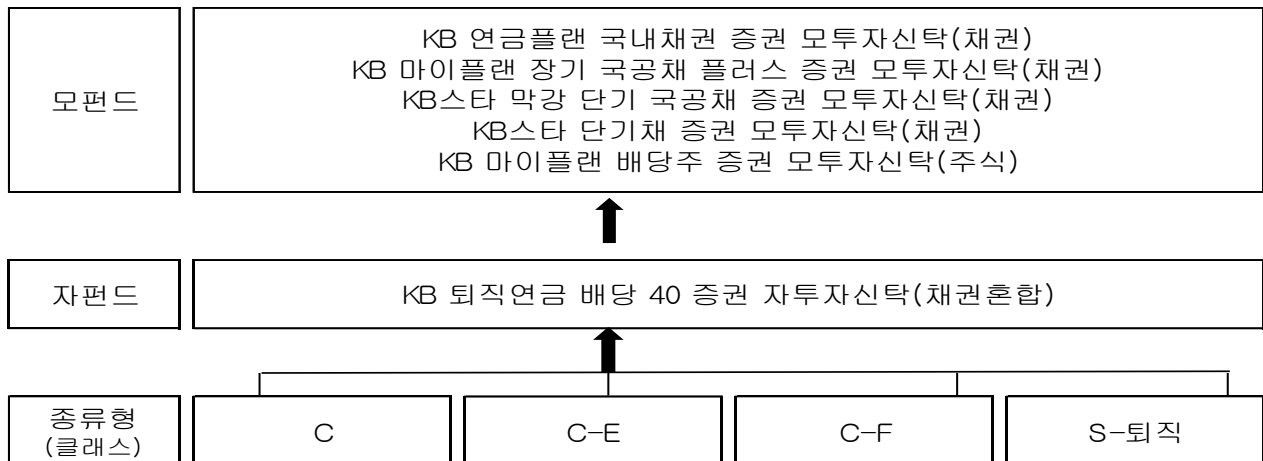 모펀드
KB 연금플랜 국내채권 증권 모투자신탁(채권)
KB 마이플랜 장기 국공채 플러스 증권 모투자신탁(채권)
KB스타 막강 단기 국공채 증권 모투자신탁(채권)
KB스타 단기채 증권 모투자신탁(채권)
KB 마이플랜 배당주 증권 모투자신탁(주식)
자펀드
KB 퇴직연금 배당 40 증권 자투자신탁(채권혼합)
종류형
(클래스)
C
C-E
C-F
S-퇴직